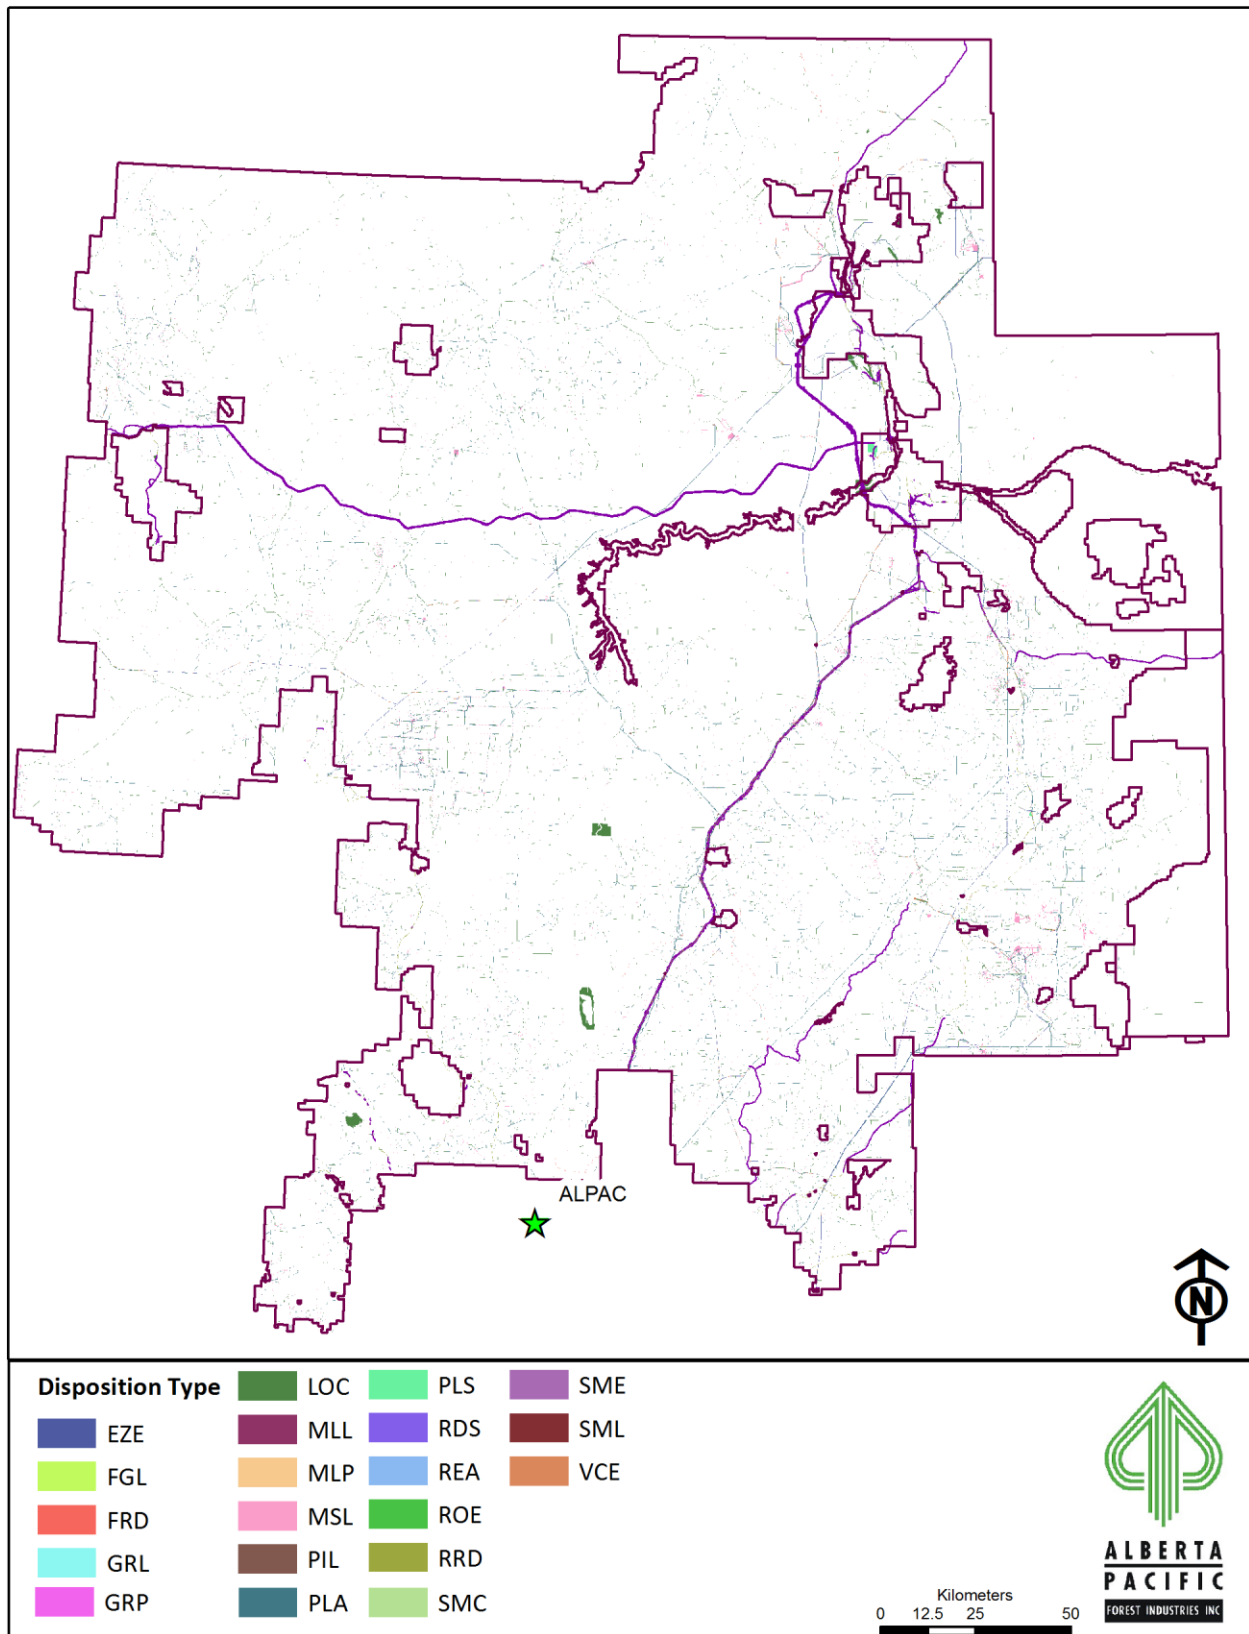 ALPAC
N
Disposition Type
EZE
FGL
FRD
GRL
GRP
LOC
MLL
MLP
MSL
PIL
PLA
PLS
RDS
REA
ROE
RRD
SMC
SME
SML
VCE
Kilometers
0 12.5 25 50
ALBERTA
PACIFIC
FOREST INDUSTRIES INC